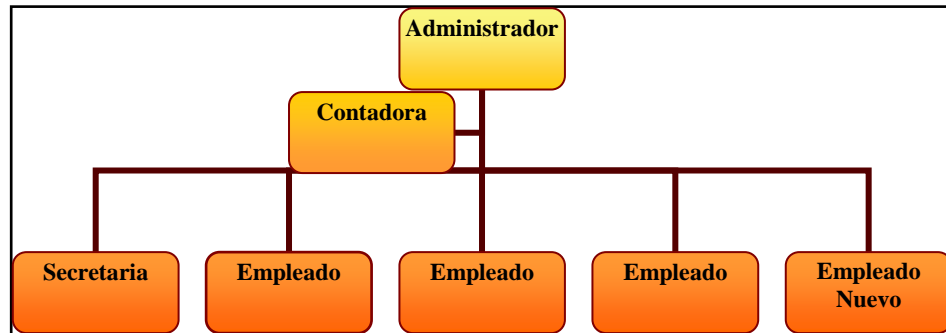 Administrador
Contadora
Secretaria
Empleado
Empleado
Empleado
Empleado
Nuevo